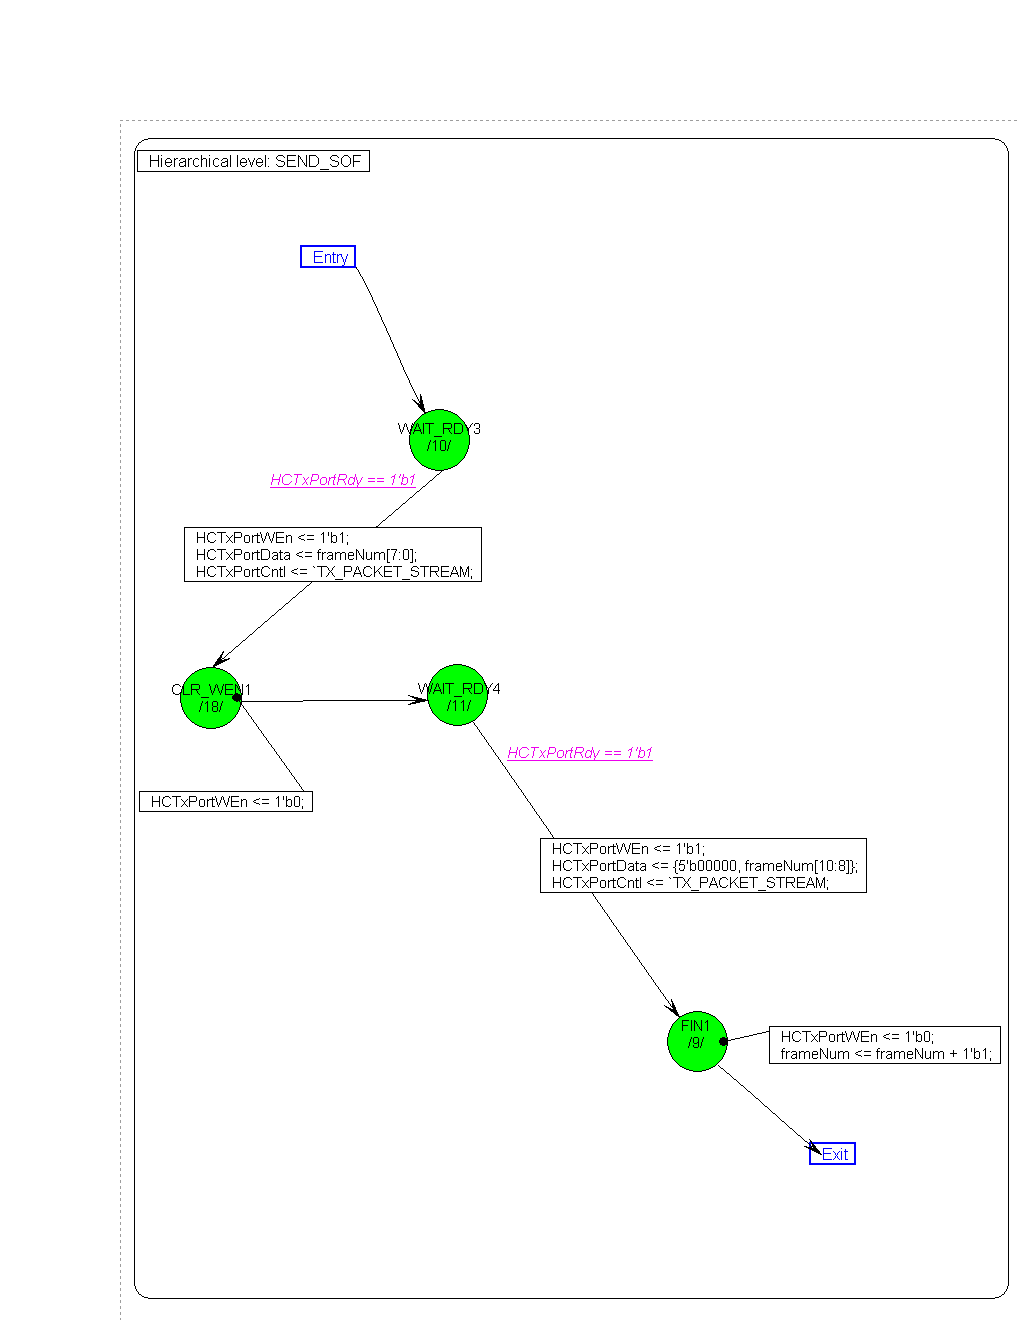 Hierarchical level: SEND_SOF
Entry
WAIT_RDY3
/10/
HCTxPortRdy == 1'b1
HCTxPortWEn <= 1'b1;
HCTxPortData <= frameNum[7:0];
HCTxPortCntl <= `TX_PACKET_STREAM;
CLR_WEN1
/18/
WAIT_RDY4
/11/
HCTxPortRdy == 1'b1
HCTxPortWEn <= 1'b0;
HCTxPortWEn <= 1'b1;
HCTxPortData <= {5'b00000, frameNum[10:8]};
HCTxPortCntl <= `TX_PACKET_STREAM;
FIN1
/9/
HCTxPortWEn <= 1'b0;
frameNum <= frameNum + 1'b1;
Exit